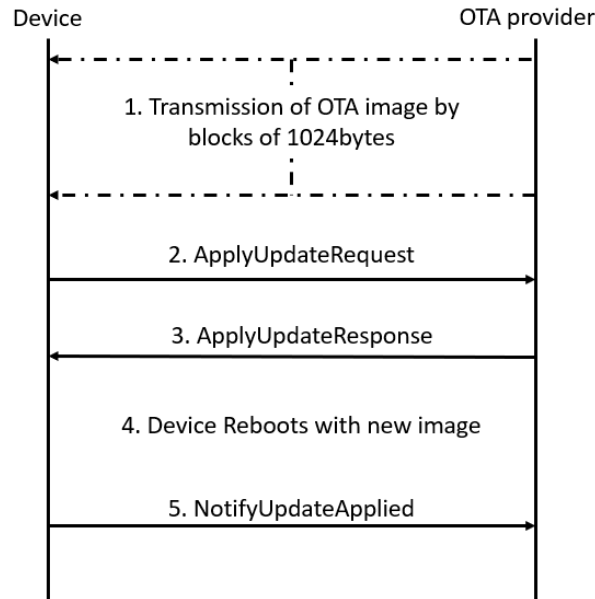 Device
OTA provider
1. Transmission of OTA image by
blocks of 1024bytes
2. ApplyUpdateRequest
3. ApplyUpdateResponse
4. Device Reboots with new image
5. NotifyUpdateApplied